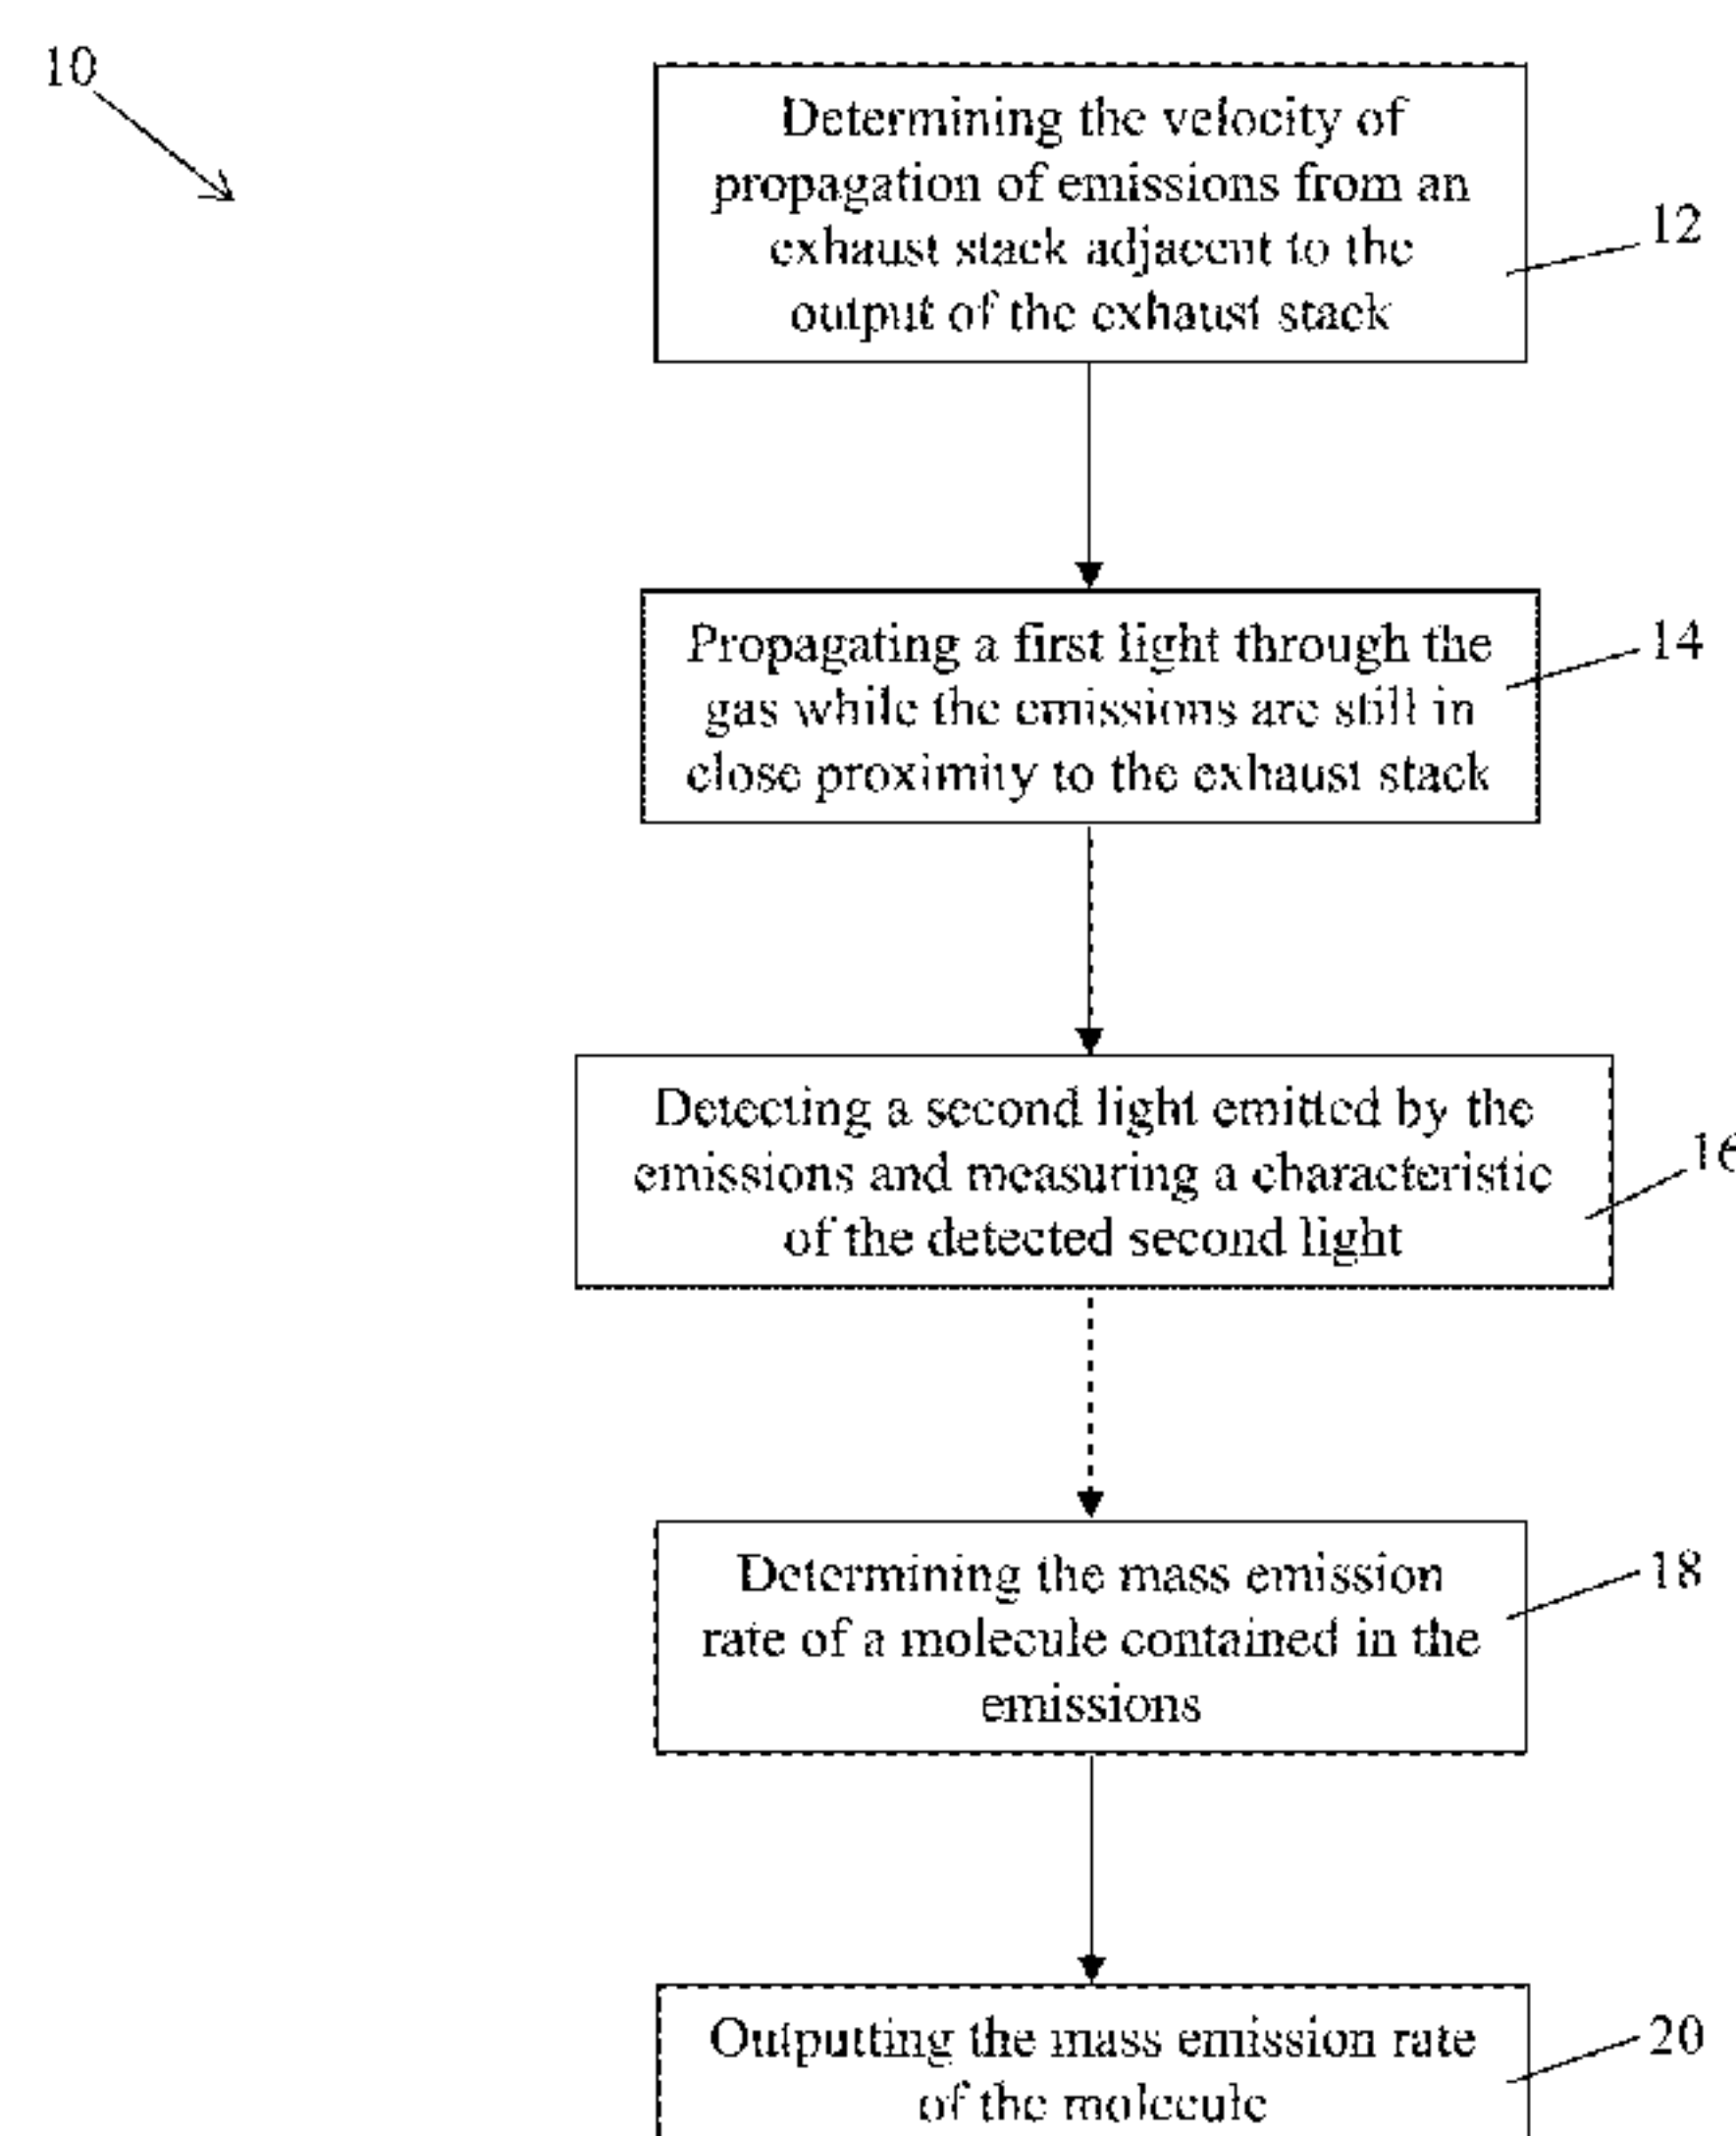 10
Determining the velocity of
propagation of emissions from an
exhaust stack adjacent to the
output of the exhaust stack
12
Propagating a first light through the
gas while the emissions are still in
close proximity to the exhaust stack
14
Detecting a second light emitted by the
emissions and measuring a characteristic
of the detected second light
16
Determining the mass emission
rate of a molecule contained in the
emissions
18
Outputting the mass emission rate
of the molecule
20